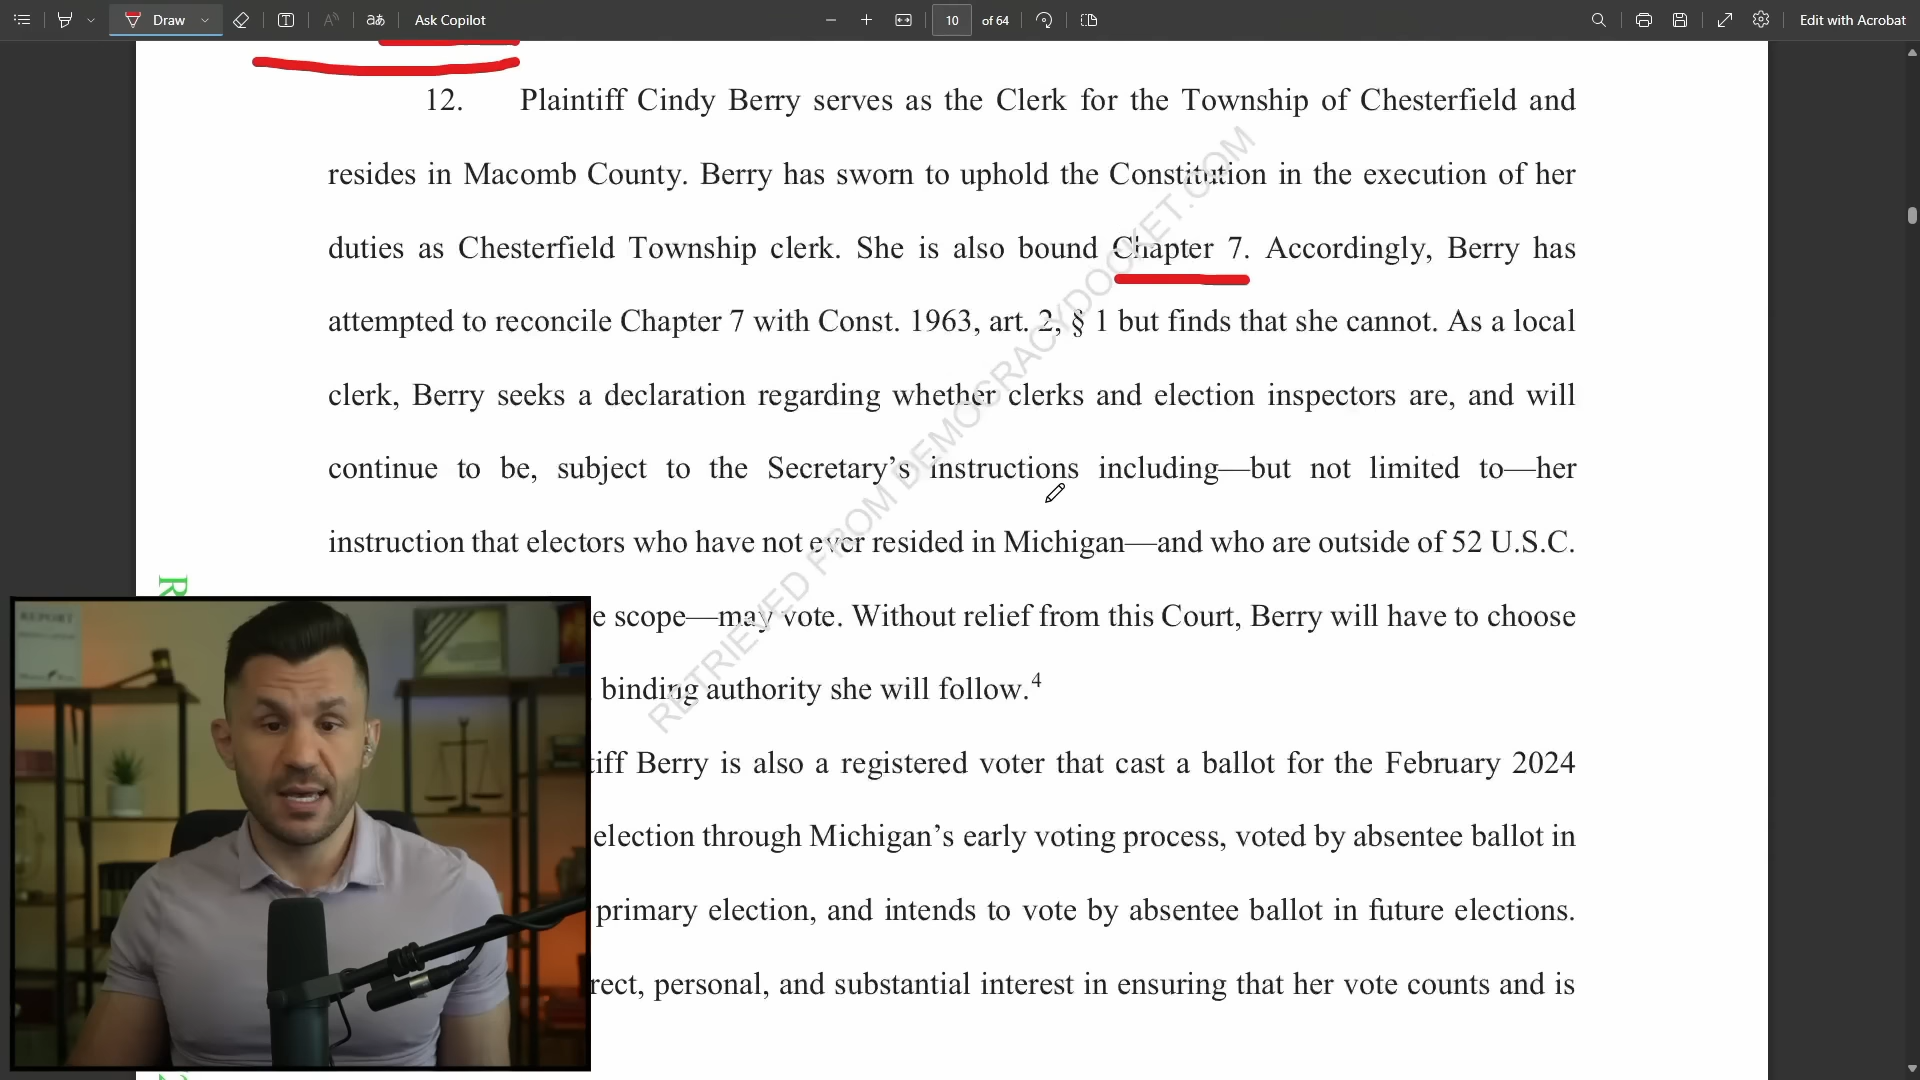 Draw
Ask Copilot
10 of 64
Edit with Acrobat
12. Plaintiff Cindy Berry serves as the Clerk for the Township of Chesterfield and
resides in Macomb County. Berry has sworn to uphold the Constitution in the execution of her
duties as Chesterfield Township clerk. She is also bound Chapter 7. Accordingly, Berry has
attempted to reconcile Chapter 7 with Const. 1963, art. 2, § 1 but finds that she cannot. As a local
clerk, Berry seeks a declaration regarding whether clerks and election inspectors are, and will
continue to be, subject to the Secretary’s instructions including—but not limited to—her
instruction that electors who have not ever resided in Michigan—and who are outside of 52 U.S.C.
e scope—may vote. Without relief from this Court, Berry will have to choose
binding authority she will follow.4
tiff Berry is also a registered voter that cast a ballot for the February 2024
election through Michigan’s early voting process, voted by absentee ballot in
primary election, and intends to vote by absentee ballot in future elections.
rect, personal, and substantial interest in ensuring that her vote counts and is
RETRIEVED FROM DEMOCRACYDOCKET.COM
R
REPORT